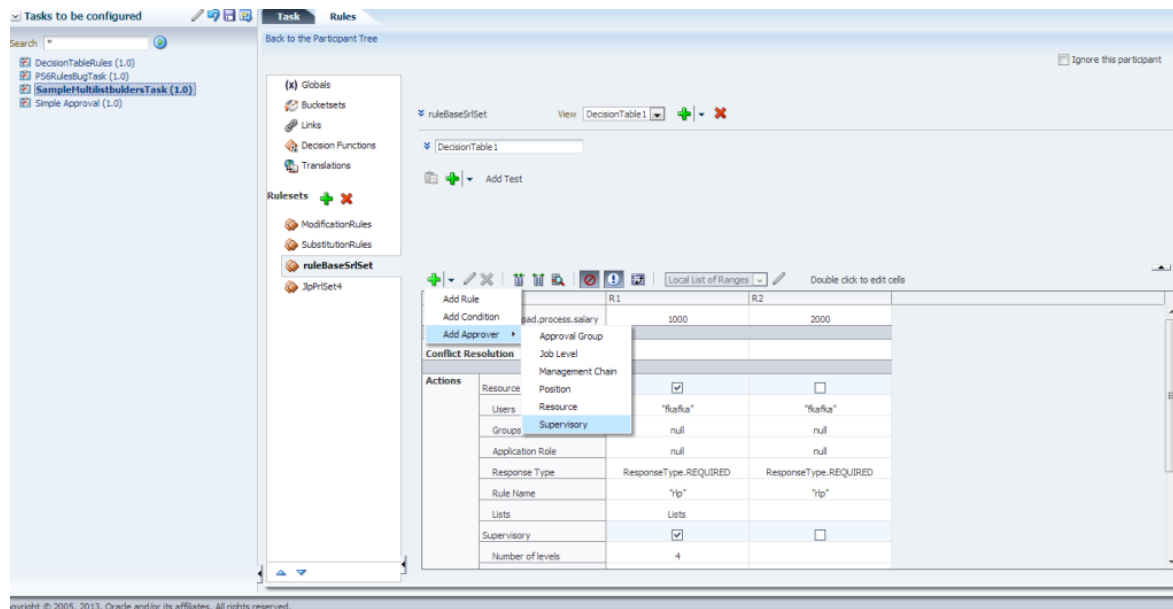 Tasks to be configured
Search *
DecisionTableRules (1.0)
PS6RulesBugTask (1.0)
SampleMultilistbuldersTask (1.0)
Simple Approval (1.0)
Task Rules
Back to the Participant Tree
Ignore this participant
(x) Globals
Bucketsets
Links
Decision Functions
Translations
Rulesets
ModificationRules
SubstitutionRules
ruleBaseSrlSet
JlpPrlSet4
ruleBaseSrlSet View DecisionTable1
DecisionTable1
Add Test
Local List of Ranges Double click to edit cells
Add Rule
Add Condition
Add Approver
Approval Group
Job Level
Management Chain
Position
Resource
Supervisory
R1 R2
oad.process.salary 1000 2000
Conflict Resolution
Actions
Resource
Users "fkafka" "fkafka"
Groups null null
Application Role null null
Response Type ResponseType.REQUIRED ResponseType.REQUIRED
Rule Name "rlp" "rlp"
Lists Lists
Supervisory
Number of levels 4
opyright © 2005, 2013, Oracle and/or its affiliates. All rights reserved.